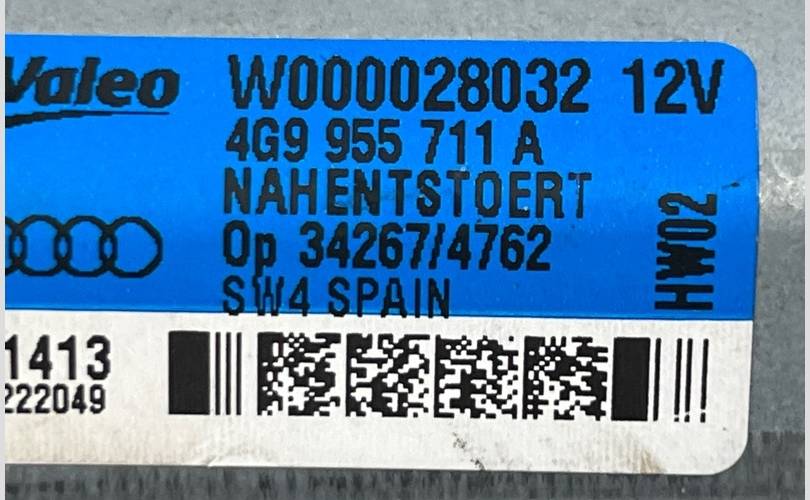 Valeo W000028032 12V
4G9 955 711 A
NAHENTSTOERT
Op 34267/4762
SW4 SPAIN
HW02
1413
222049